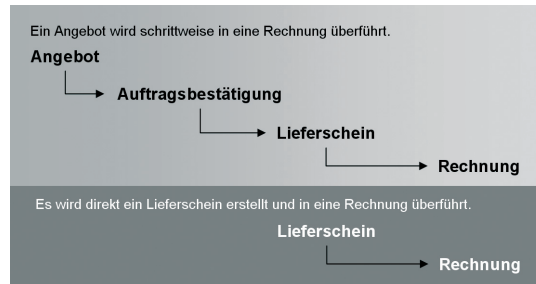 Ein Angebot wird schrittweise in eine Rechnung überführt.
Angebot
Auftragsbestätigung
Lieferschein
Rechnung
Es wird direkt ein Lieferschein erstellt und in eine Rechnung überführt.
Lieferschein
Rechnung